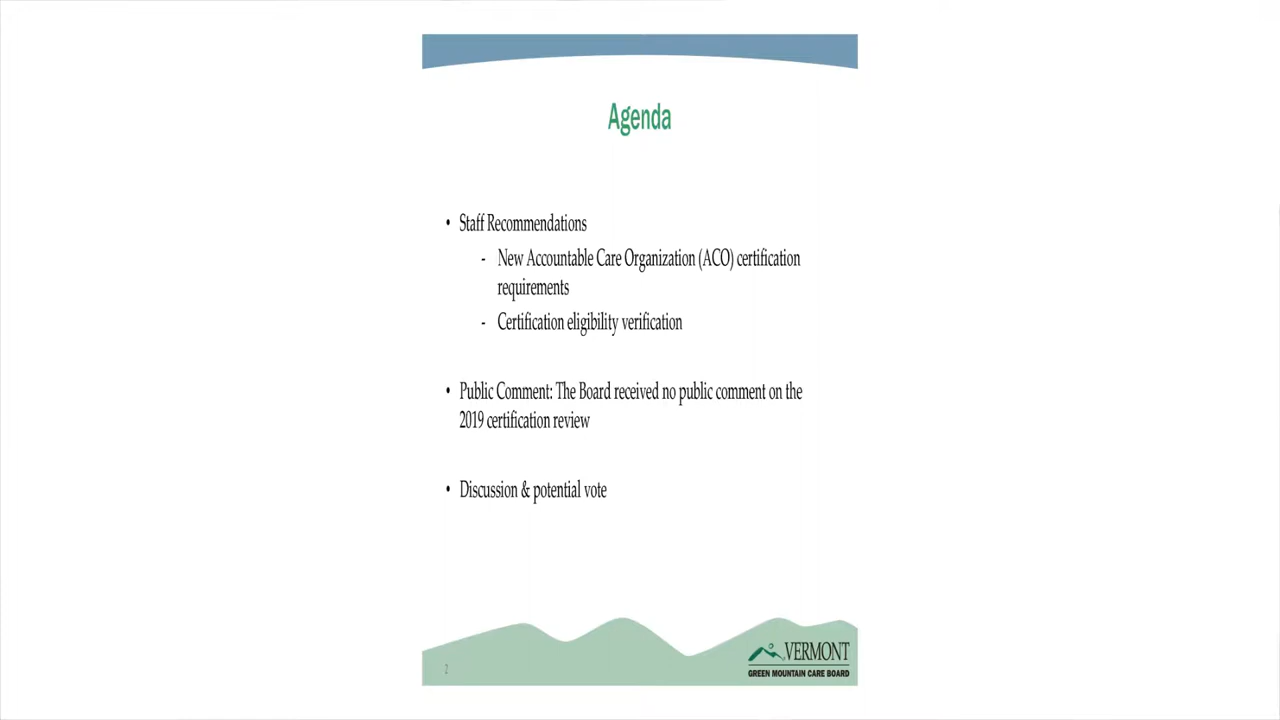 Agenda
• Staff Recommendations
- New Accountable Care Organization (ACO) certification
requirements
- Certification eligibility verification
• Public Comment: The Board received no public comment on the
2019 certification review
• Discussion & potential vote
2
VERMONT
GREEN MOUNTAIN CARE BOARD